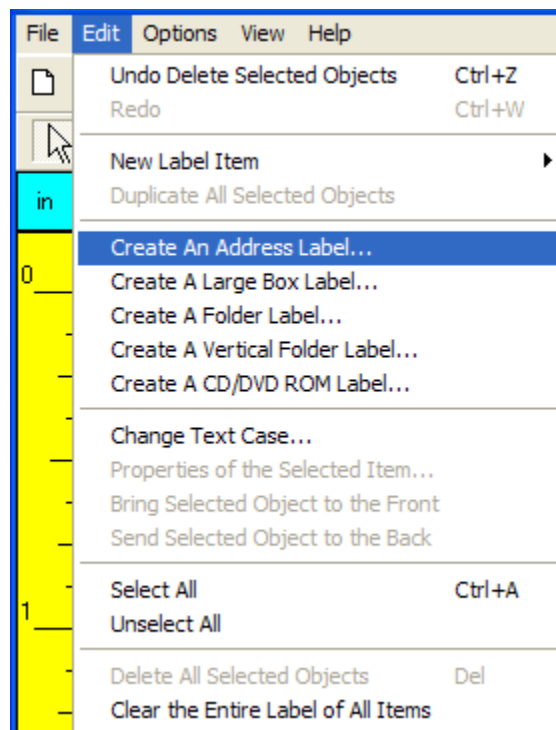 File Edit Options View Help
Undo Delete Selected Objects Ctrl+Z
Redo Ctrl+W
New Label Item
Duplicate All Selected Objects
in
Create An Address Label...
0
Create A Large Box Label...
Create A Folder Label...
Create A Vertical Folder Label...
Create A CD/DVD ROM Label...
Change Text Case...
Properties of the Selected Item...
Bring Selected Object to the Front
Send Selected Object to the Back
Select All Ctrl+A
1
Unselect All
Delete All Selected Objects Del
Clear the Entire Label of All Items